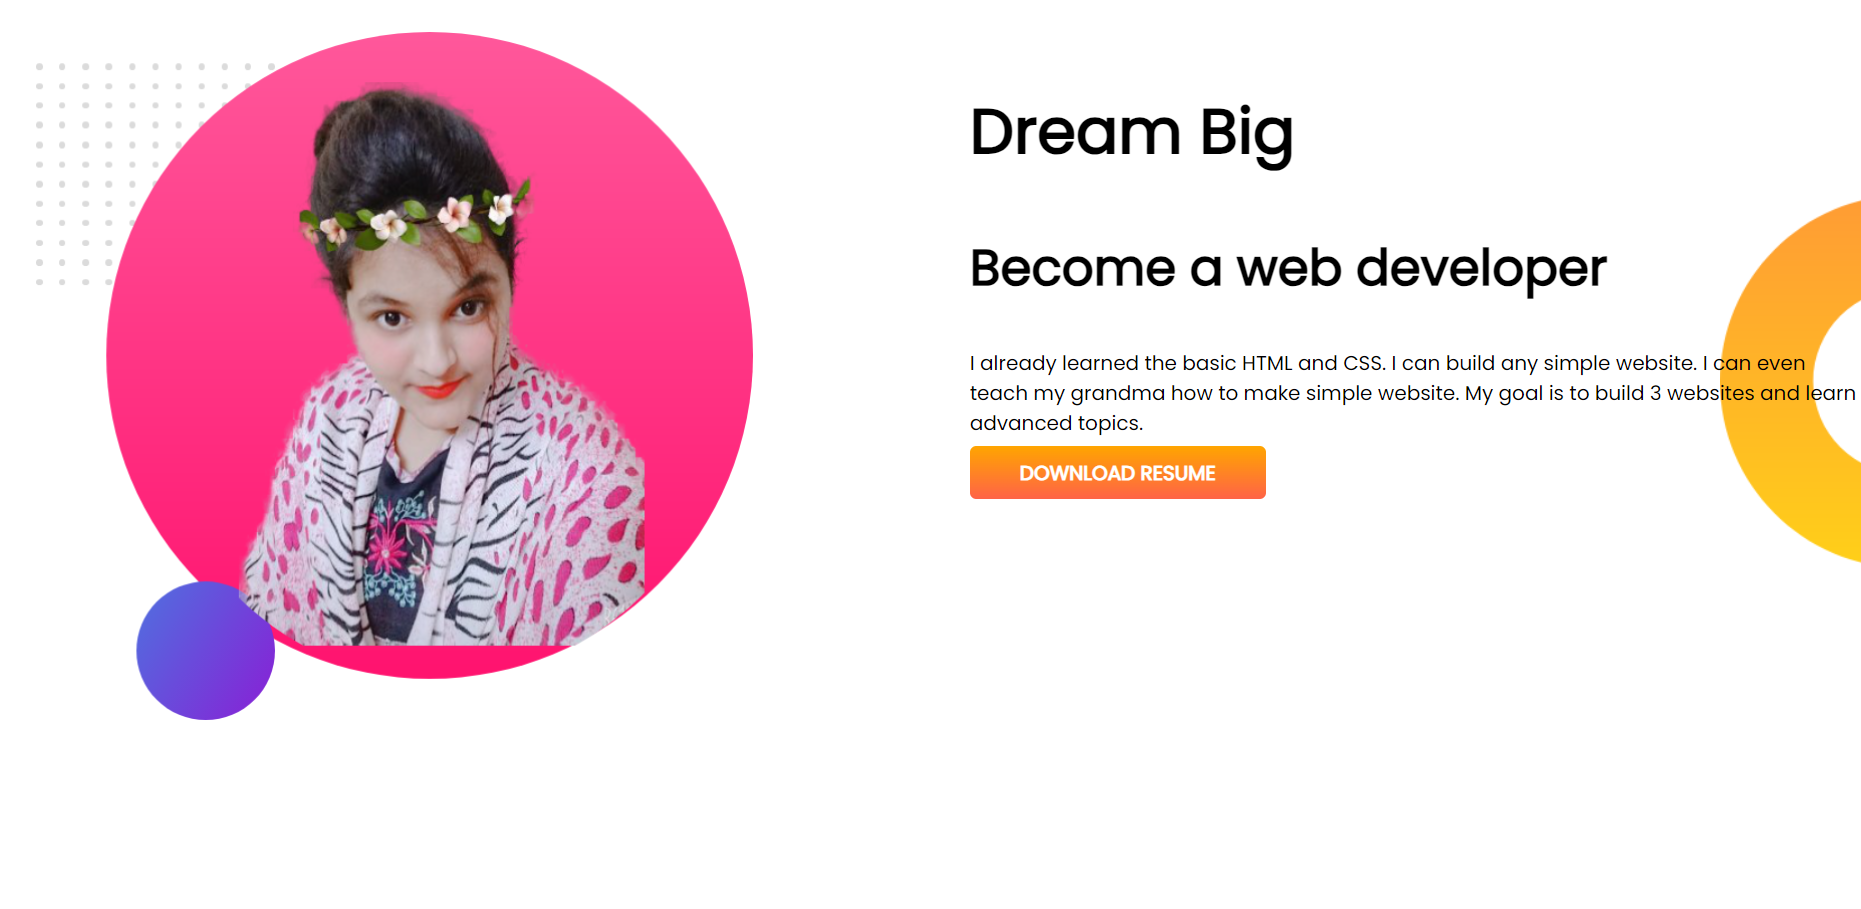 Dream Big
Become a web developer
I already learned the basic HTML and CSS. I can build any simple website. I can even
teach my grandma how to make simple website. My goal is to build 3 websites and learn
advanced topics.
DOWNLOAD RESUME